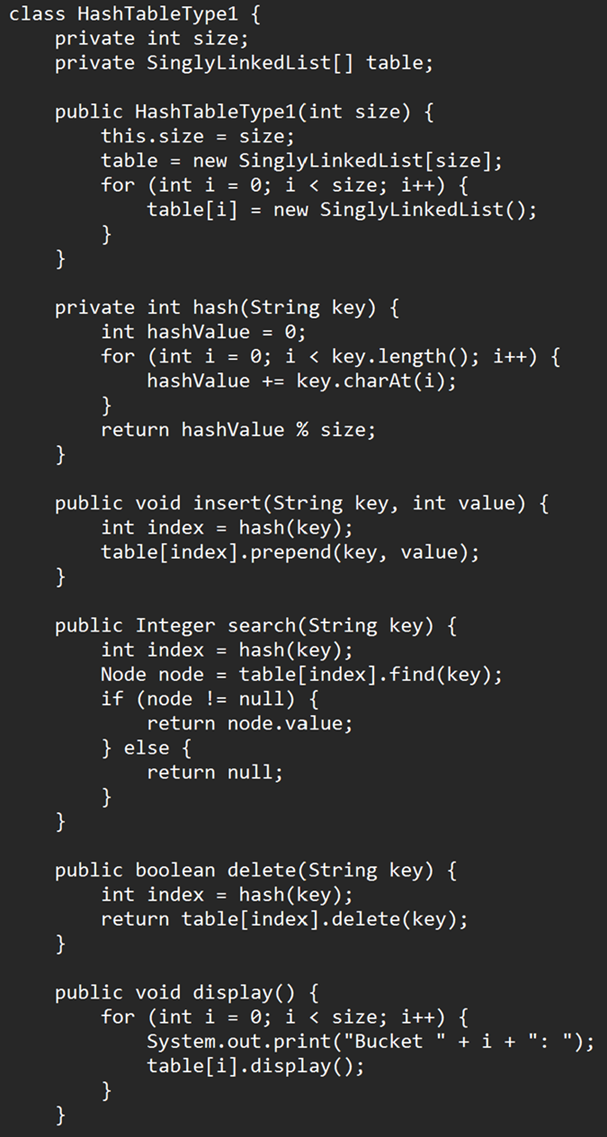 class HashTableType1 {
    private int size;
    private SinglyLinkedList[] table;

    public HashTableType1(int size) {
        this.size = size;
        table = new SinglyLinkedList[size];
        for (int i = 0; i < size; i++) {
            table[i] = new SinglyLinkedList();
        }
    }

    private int hash(String key) {
        int hashValue = 0;
        for (int i = 0; i < key.length(); i++) {
            hashValue += key.charAt(i);
        }
        return hashValue % size;
    }

    public void insert(String key, int value) {
        int index = hash(key);
        table[index].prepend(key, value);
    }

    public Integer search(String key) {
        int index = hash(key);
        Node node = table[index].find(key);
        if (node != null) {
            return node.value;
        } else {
            return null;
        }
    }

    public boolean delete(String key) {
        int index = hash(key);
        return table[index].delete(key);
    }

    public void display() {
        for (int i = 0; i < size; i++) {
            System.out.print("Bucket " + i + ": ");
            table[i].display();
        }
    }